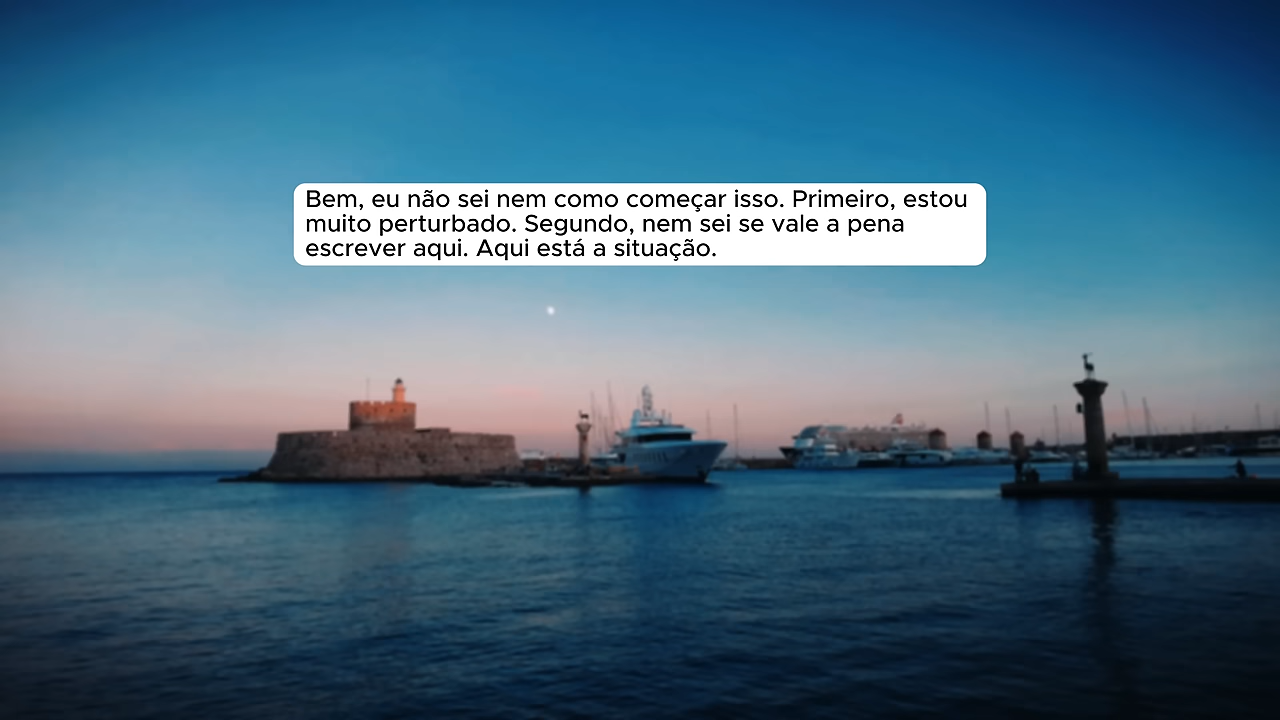 Bem, eu não sei nem como começar isso. Primeiro, estou
muito perturbado. Segundo, nem sei se vale a pena
escrever aqui. Aqui está a situação.